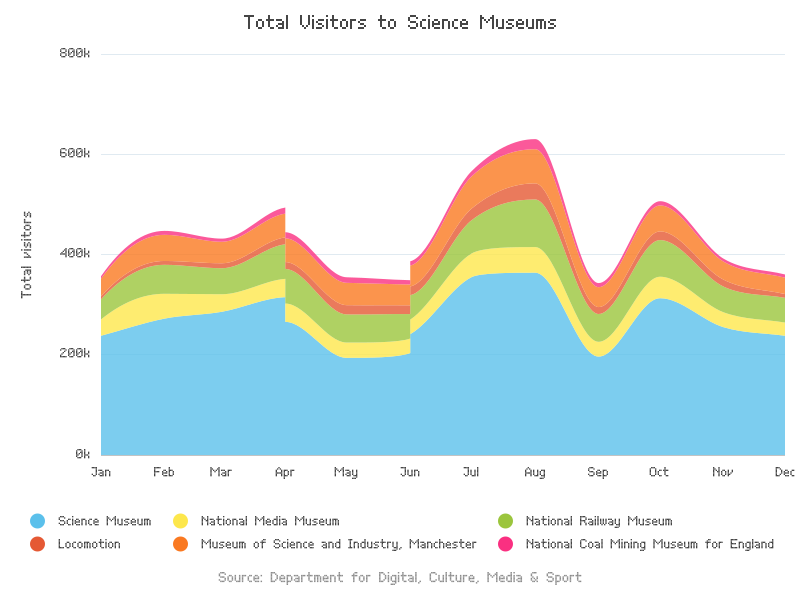 Total Visitors to Science Museums
800k
600k
400k
200k
0k
Total visitors
Jan Feb Mar Apr May Jun Jul Aug Sep Oct Nov Dec
Science Museum National Media Museum National Railway Museum
Locomotion Museum of Science and Industry, Manchester National Coal Mining Museum for England
Source: Department for Digital, Culture, Media & Sport